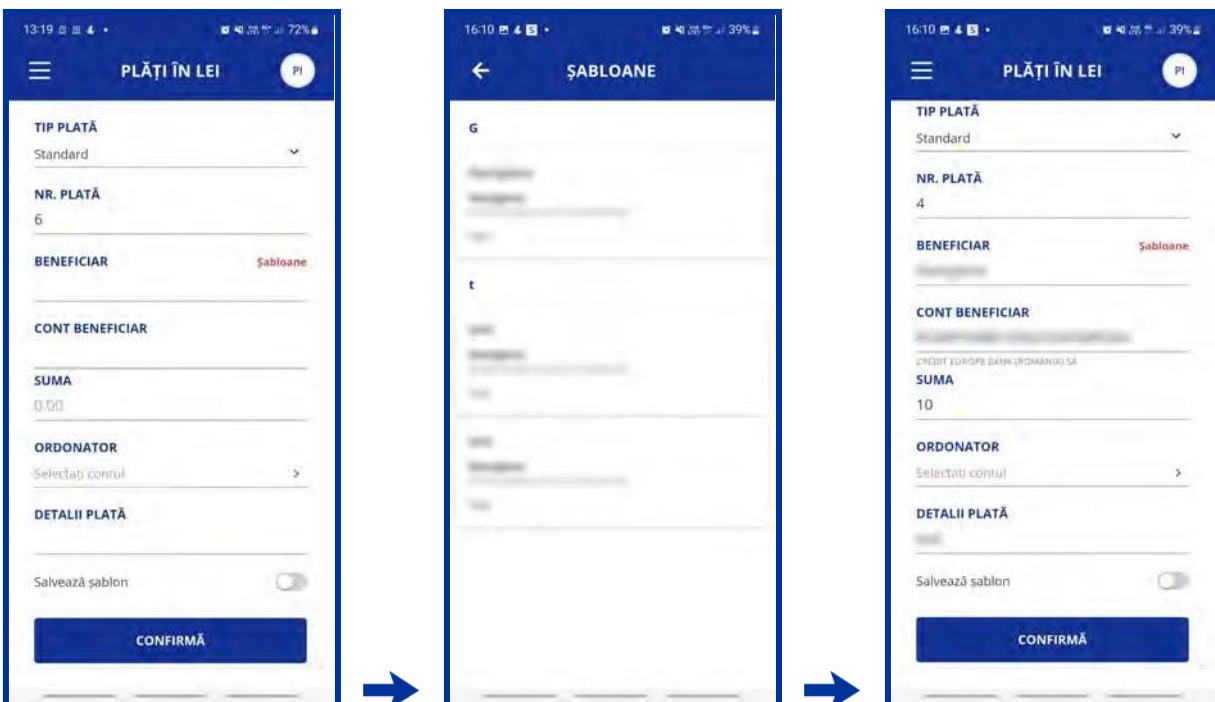 13:19 72%
PLĂȚI ÎN LEI PI
TIP PLATĂ
Standard
NR. PLATĂ
6
BENEFICIAR Șabloane
CONT BENEFICIAR
SUMA
0.00
ORDONATOR
Selectați contul
DETALII PLATĂ
Salvează șablon
CONFIRMĂ
16:10 S 39%
ȘABLOANE
G
t
16:10 S 39%
PLĂȚI ÎN LEI PI
TIP PLATĂ
Standard
NR. PLATĂ
4
BENEFICIAR Șabloane
CONT BENEFICIAR
CREDIT EUROPE BANK (ROMANIA) SA
SUMA
10
ORDONATOR
Selectați contul
DETALII PLATĂ
Salvează șablon
CONFIRMĂ